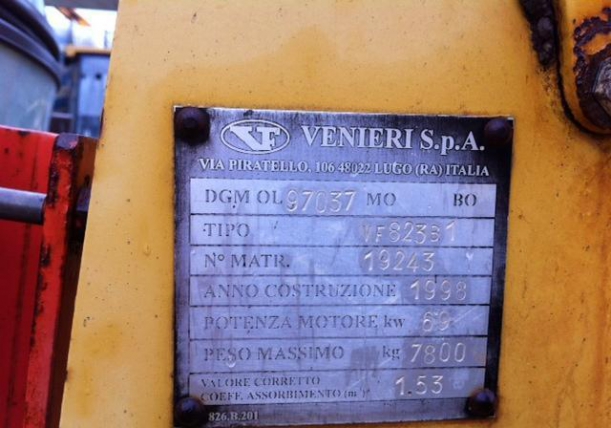 VF VENIERI S.p.A.
VIA PIRATELLO, 106 48022 LUGO (RA) ITALIA
DGM OL 97037 MO BO
TIPO VF82381
N° MATR. 19243
ANNO COSTRUZIONE 1998
POTENZA MOTORE kw 69
PESO MASSIMO kg 7800
VALORE CORRETTO
COEFF. ASSORBIMENTO (m⁻¹) 1.53
826.B.201